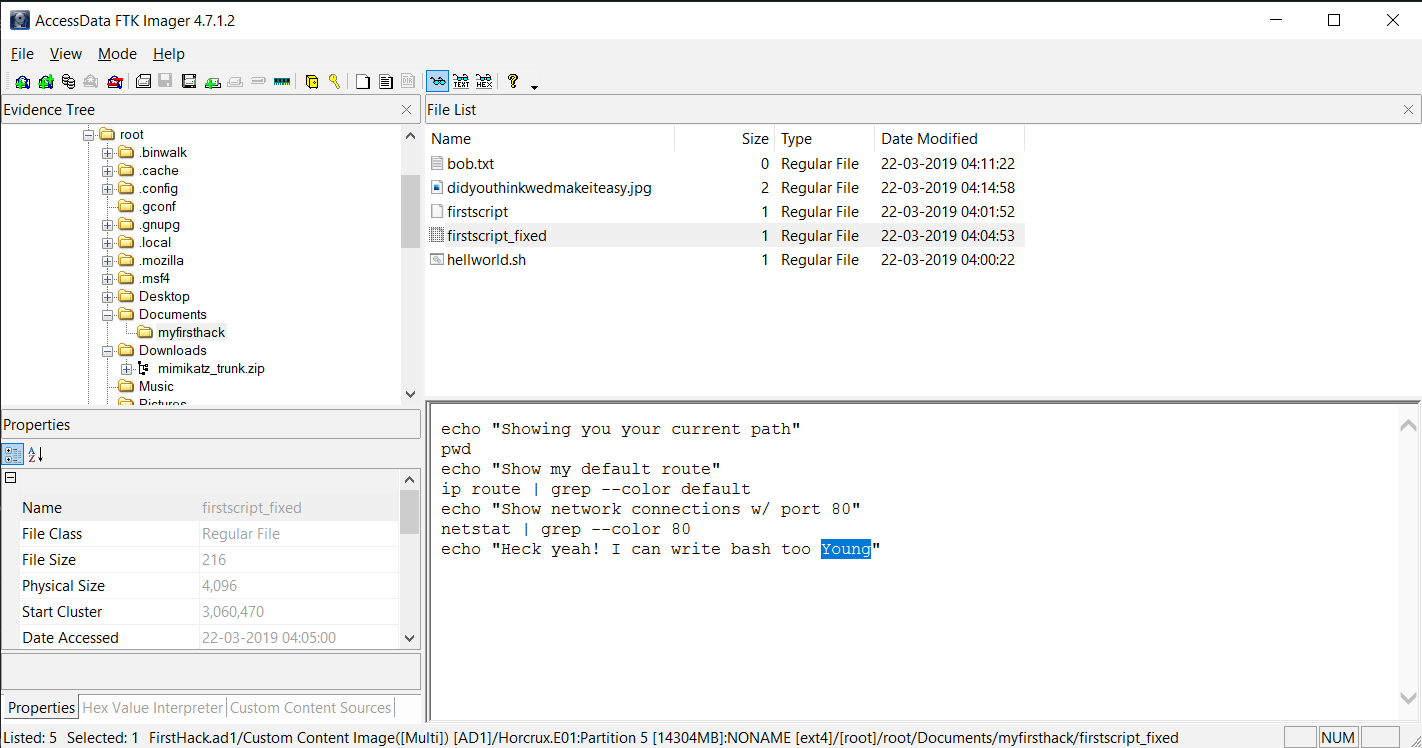 AccessData FTK Imager 4.7.1.2
File View Mode Help
TEXT HEX
Evidence Tree
root
.binwalk
.cache
.config
.gconf
.gnupg
.local
.mozilla
.msf4
Desktop
Documents
myfirsthack
Downloads
mimikatz_trunk.zip
Music
Pictures
File List
Name Size Type Date Modified
bob.txt 0 Regular File 22-03-2019 04:11:22
didyouthinkwedmakeiteasy.jpg 2 Regular File 22-03-2019 04:14:58
firstscript 1 Regular File 22-03-2019 04:01:52
firstscript_fixed 1 Regular File 22-03-2019 04:04:53
hellworld.sh 1 Regular File 22-03-2019 04:00:22
Properties
Name firstscript_fixed
File Class Regular File
File Size 216
Physical Size 4,096
Start Cluster 3,060,470
Date Accessed 22-03-2019 04:05:00
Properties Hex Value Interpreter Custom Content Sources
echo "Showing you your current path"
pwd
echo "Show my default route"
ip route | grep --color default
echo "Show network connections w/ port 80"
netstat | grep --color 80
echo "Heck yeah! I can write bash too Young"
Listed: 5 Selected: 1 FirstHack.ad1/Custom Content Image([Multi]) [AD1]/Horcrux.E01:Partition 5 [14304MB]:NONAME [ext4]/[root]/root/Documents/myfirsthack/firstscript_fixed NUM